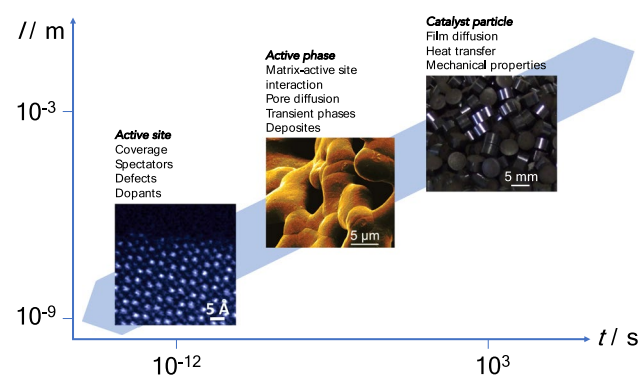 l / m
Catalyst particle
Film diffusion
Heat transfer
Mechanical properties
Active phase
Matrix-active site
interaction
Pore diffusion
Transient phases
Deposites
10-3
Active site
Coverage
Spectators
Defects
Dopants
5 mm
5 µm
5 Å
10-9
t / s
10-12
103